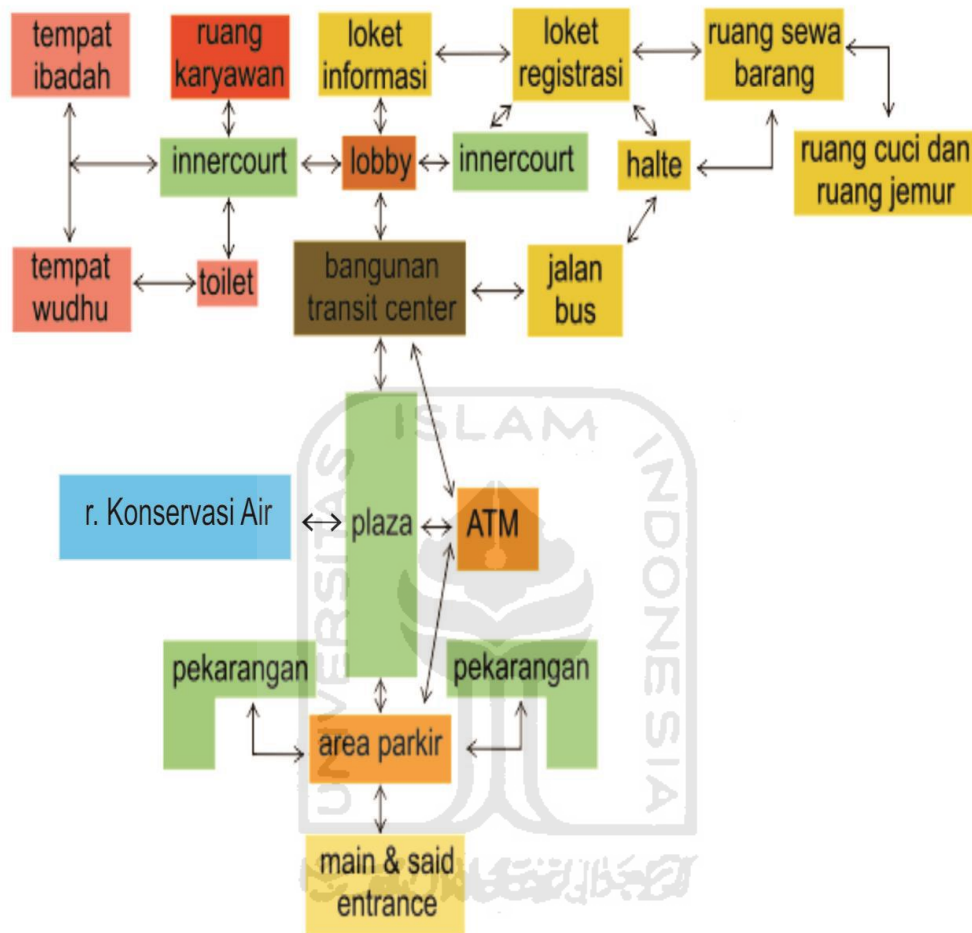 tempat
ibadah
ruang
karyawan
loket
informasi
loket
registrasi
ruang sewa
barang
innercourt
lobby
innercourt
halte
ruang cuci dan
ruang jemur
tempat
wudhu
toilet
bangunan
transit center
jalan
bus
r. Konservasi Air
plaza
ATM
pekarangan
pekarangan
area parkir
main & said
entrance
UNIVERSITAS
ISLAM
INDONESIA